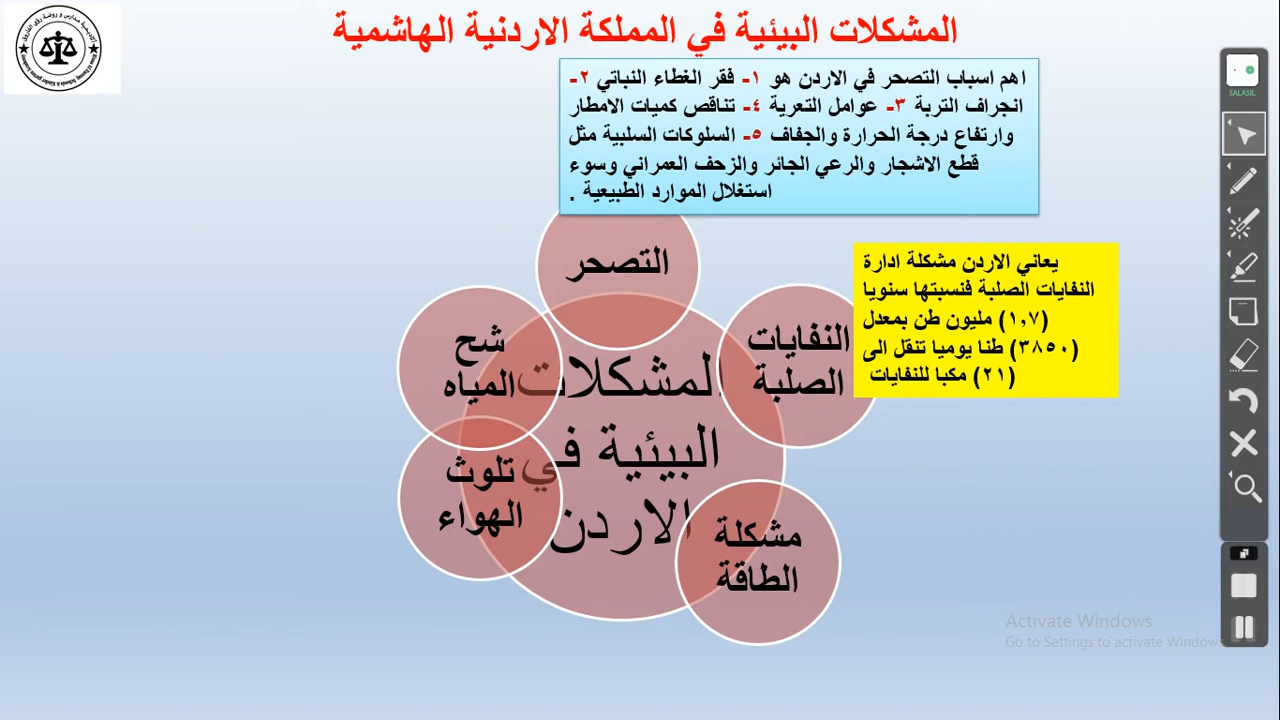 المشكلات البيئية في المملكة الاردنية الهاشمية
اهم اسباب التصحر في الاردن هو ١- فقر الغطاء النباتي ٢-
انجراف التربة ٣- عوامل التعرية ٤- تناقص كميات الامطار
وارتفاع درجة الحرارة والجفاف ٥- السلوكات السلبية مثل
قطع الاشجار والرعي الجائر والزحف العمراني وسوء
استغلال الموارد الطبيعية .
التصحر
يعاني الاردن مشكلة ادارة
النفايات الصلبة فنسبتها سنويا
(١,٧) مليون طن بمعدل
(٣٨٥٠) طنا يوميا تنقل الى
(٢١) مكبا للنفايات
النفايات
الصلبة
شح
المياه
المشكلات
البيئية في
الاردن
تلوث
الهواء
مشكلة
الطاقة
SALASIL
Activate Windows
Go to Settings to activate Windows.